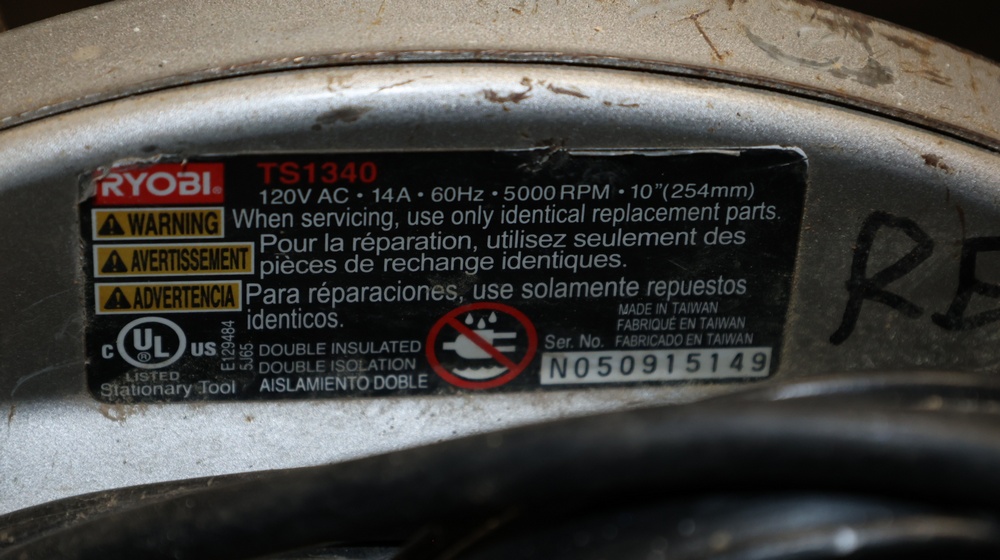 RYOBI®
TS1340
120V AC • 14A • 60Hz • 5000 RPM • 10"(254mm)
WARNING When servicing, use only identical replacement parts.
AVERTISSEMENT Pour la réparation, utilisez seulement des
pièces de rechange identiques.
ADVERTENCIA Para réparaciones, use solamente repuestos
identicos.
C UL ® US
LISTED
Stationary Tool
E129484
5J65
DOUBLE INSULATED
DOUBLE ISOLATION
AISLAMIENTO DOBLE
MADE IN TAIWAN
FABRIQUÉ EN TAIWAN
Ser. No. FABRICADO EN TAIWAN
N050915149